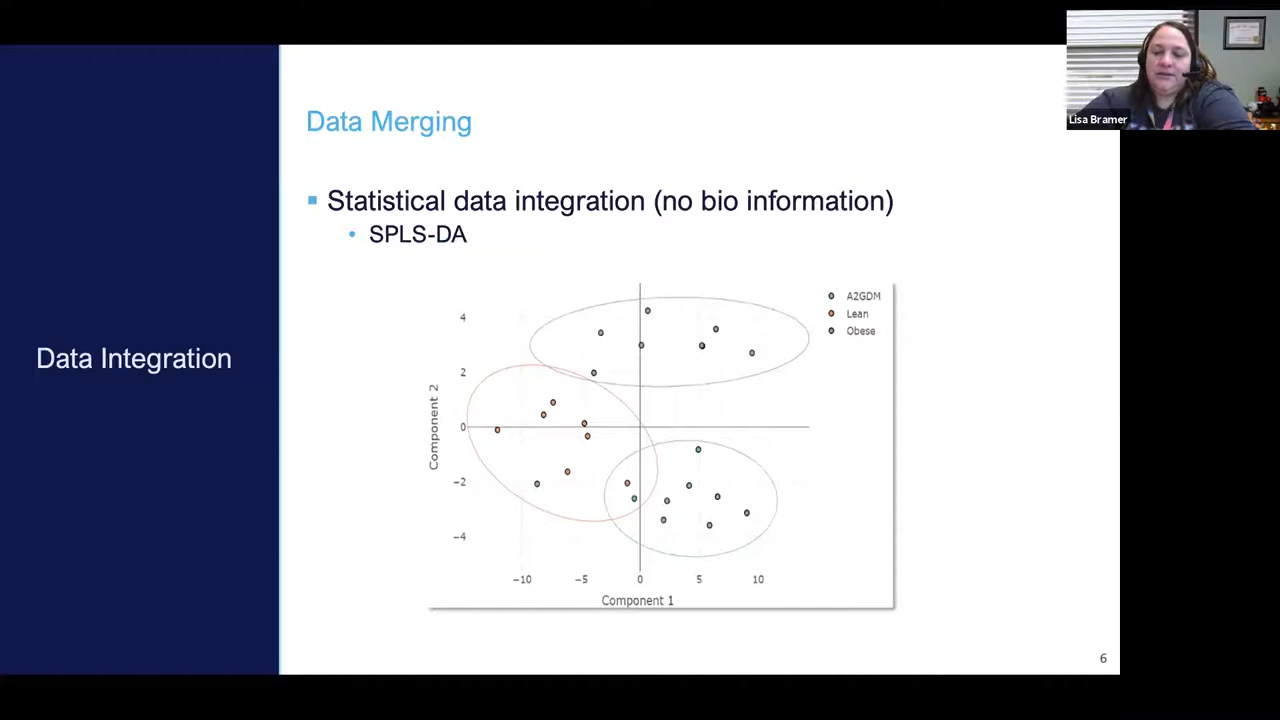 Lisa Bramer
Data Integration
Data Merging
Statistical data integration (no bio information)
SPLS-DA
A2GDM
Lean
Obese
4
2
0
−2
−4
Component 2
−10
−5
0
5
10
Component 1
6